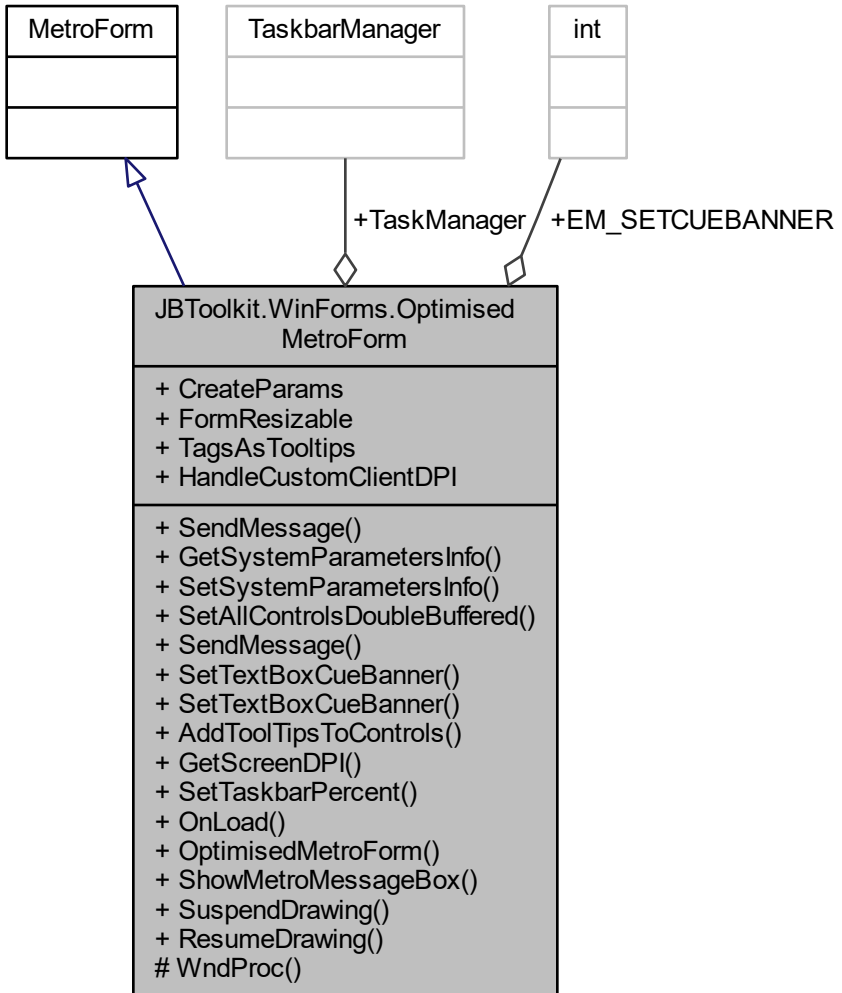 MetroForm
TaskbarManager
int
+TaskManager
+EM_SETCUEBANNER
JBToolkit.WinForms.Optimised
MetroForm
+ CreateParams
+ FormResizable
+ TagsAsTooltips
+ HandleCustomClientDPI
+ SendMessage()
+ GetSystemParametersInfo()
+ SetSystemParametersInfo()
+ SetAllControlsDoubleBuffered()
+ SendMessage()
+ SetTextBoxCueBanner()
+ SetTextBoxCueBanner()
+ AddToolTipsToControls()
+ GetScreenDPI()
+ SetTaskbarPercent()
+ OnLoad()
+ OptimisedMetroForm()
+ ShowMetroMessageBox()
+ SuspendDrawing()
+ ResumeDrawing()
# WndProc()